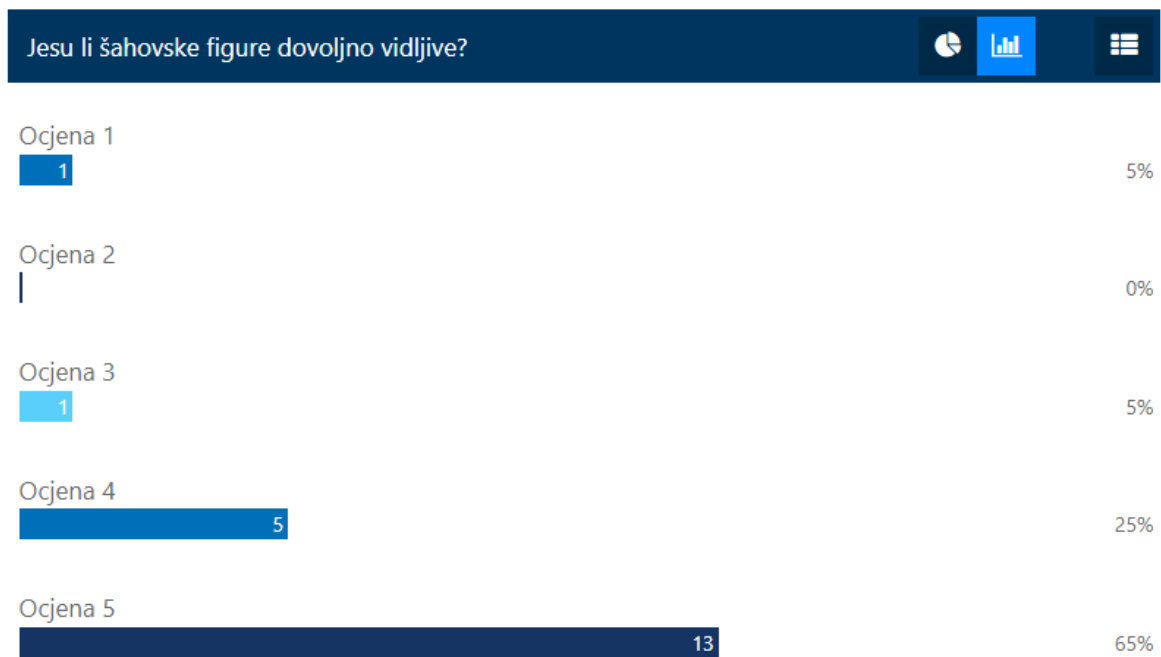 Jesu li šahovske figure dovoljno vidljive?
Ocjena 1
1 5%
Ocjena 2
0%
Ocjena 3
1 5%
Ocjena 4
5 25%
Ocjena 5
13 65%